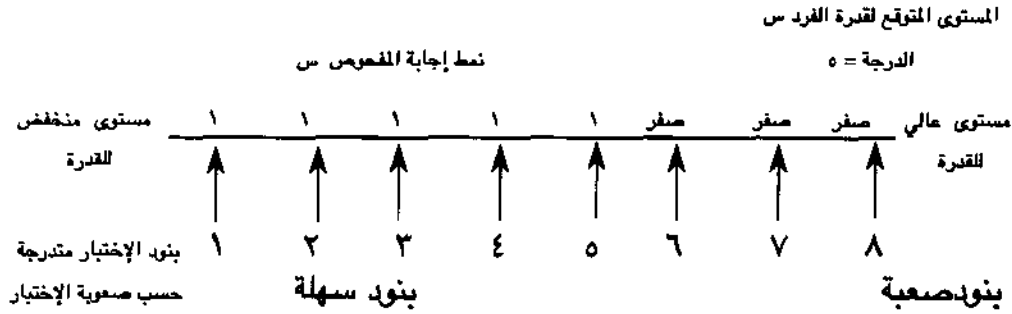 المستوى المتوقع لقدرة الفرد س
الدرجة = ٥
نمط إجابة المفحوص س
مستوى عالي للقدرة
صفر صفر صفر ١ ١ ١ ١ ١
مستوى منخفض للقدرة
٨ ٧ ٦ ٥ ٤ ٣ ٢ ١
بنود الإختبار متدرجة
حسب صعوبة الإختبار
بنود سهلة
بنودصعبة